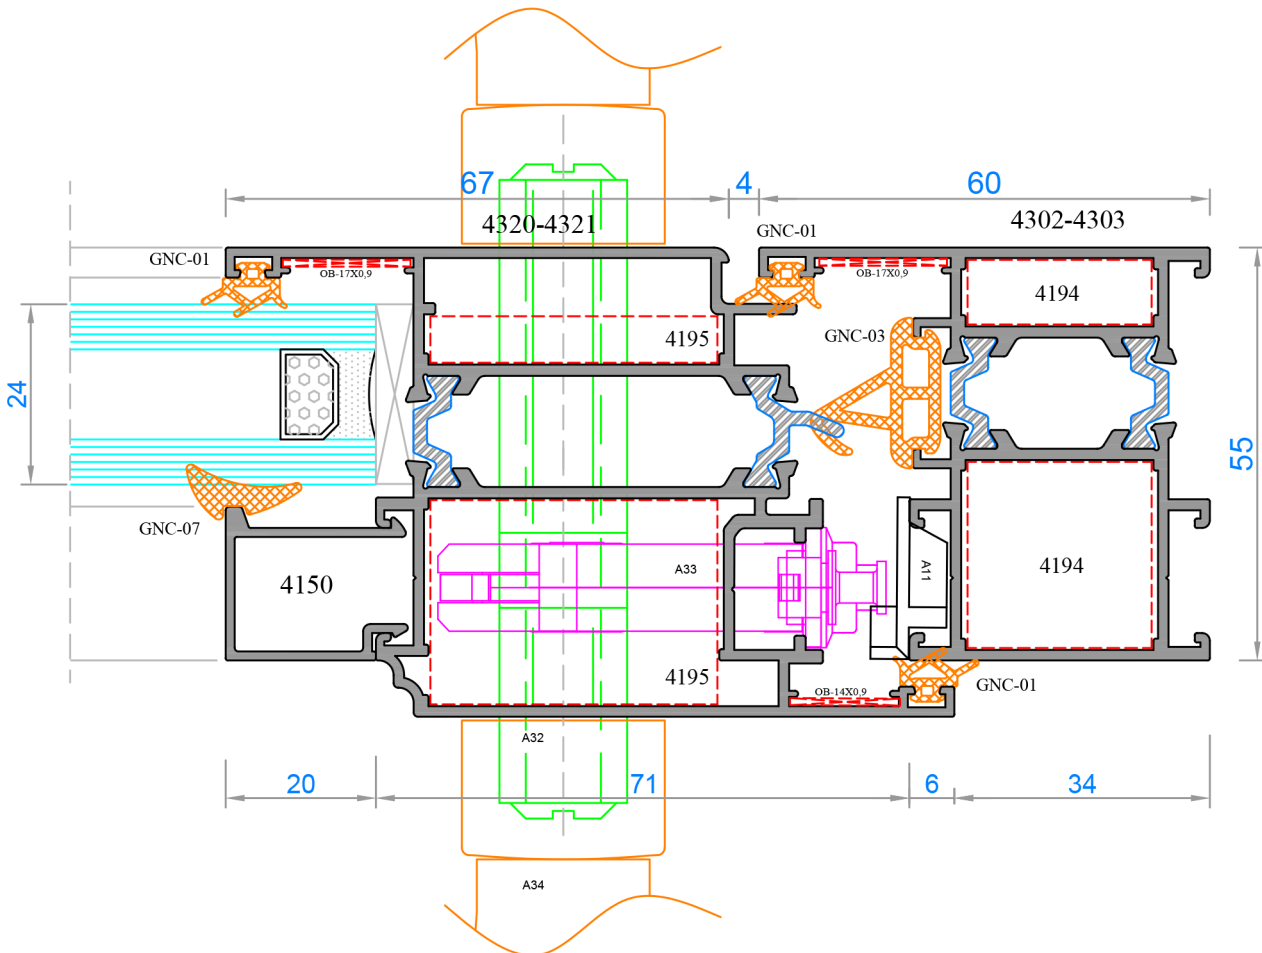 67
4
60
4320-4321
4302-4303
GNC-01
GNC-01
OB-17X0,9
OB-17X0,9
4194
4195
GNC-03
24
55
GNC-07
4150
A33
A11
4194
4195
OB-14X0,9
GNC-01
A32
20
71
6
34
A34